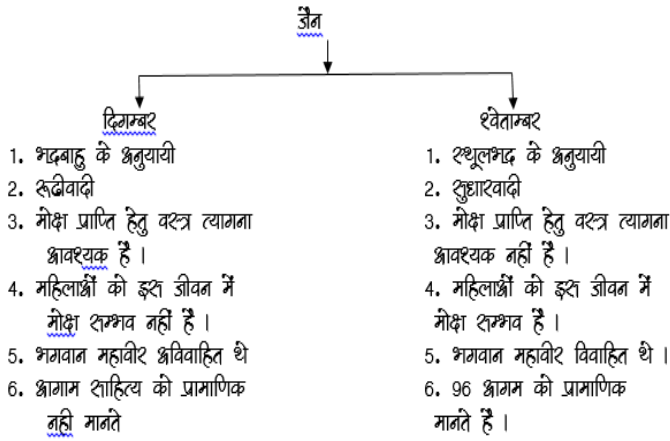 जैन
दिगम्बर
1. भद्रबाहु के अनुयायी
2. रूढीवादी
3. मोक्ष प्राप्ति हेतु वस्त्र त्यागना
आवश्यक है ।
4. महिलाओं को इस जीवन में
मोक्ष सम्भव नहीं है ।
5. भगवान महावीर अविवाहित थे
6. आगाम साहित्य को प्रामाणिक
नही मानते
श्वेताम्बर
1. स्थूलभद्र के अनुयायी
2. सुधारवादी
3. मोक्ष प्राप्ति हेतु वस्त्र त्यागना
आवश्यक नहीं है ।
4. महिलाओं को इस जीवन में
मोक्ष सम्भव है ।
5. भगवान महावीर विवाहित थे ।
6. 96 आगम को प्रामाणिक
मानते है ।